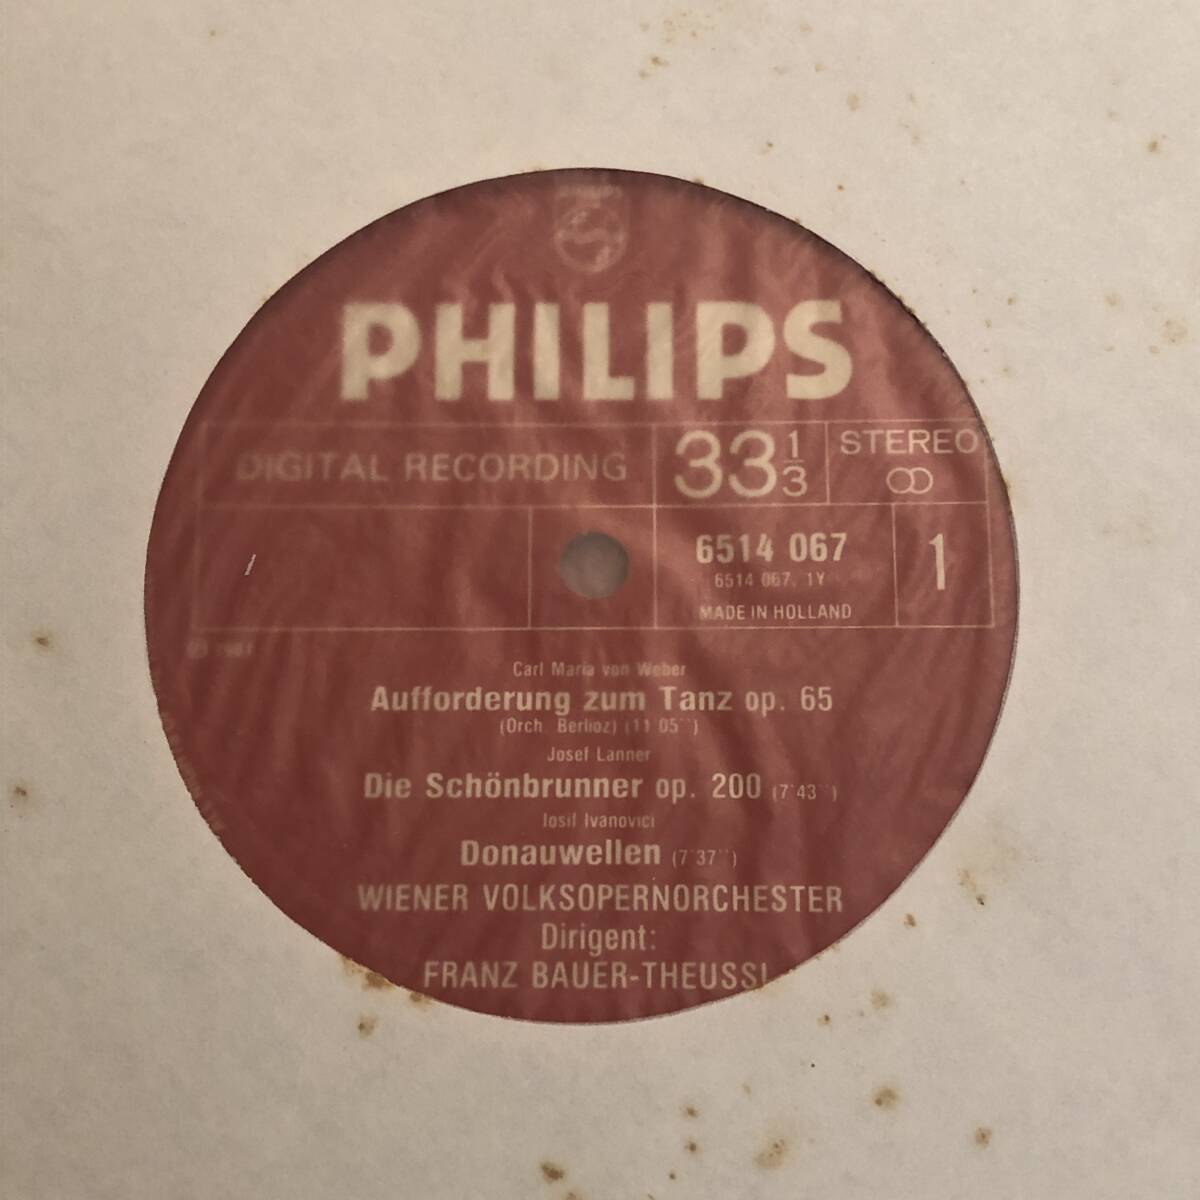 PHILIPS
DIGITAL RECORDING
33 1/3
STEREO
6514 067
6514 067. 1Y
MADE IN HOLLAND
1
Carl Maria von Weber
Aufforderung zum Tanz op. 65
(Orch. Berlioz) (11'05'')
Josef Lanner
Die Schönbrunner op. 200 (7'43'')
Iosif Ivanovici
Donauwellen (7'37'')
WIENER VOLKSOPERNORCHESTER
Dirigent:
FRANZ BAUER-THEUSSL